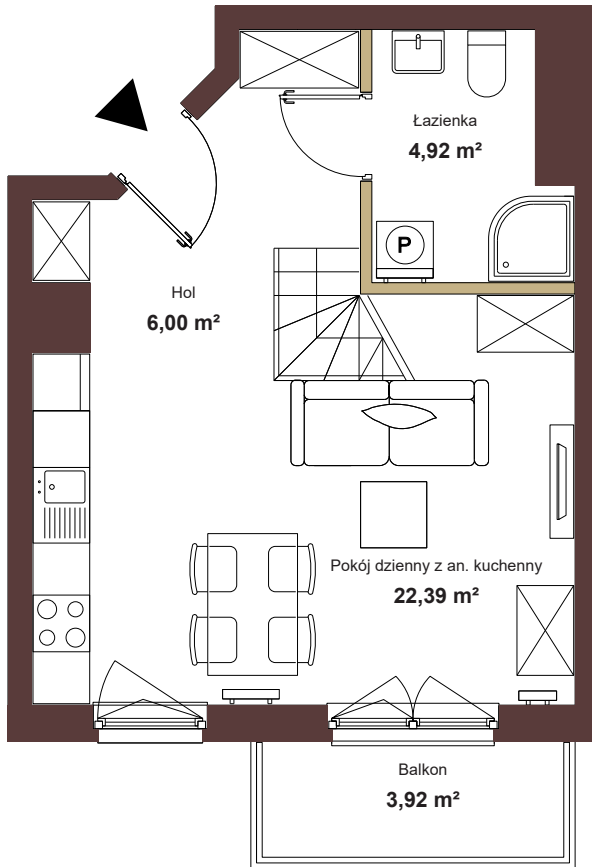 Łazienka
4,92 m²
P
Hol
6,00 m²
Pokój dzienny z an. kuchenny
22,39 m²
Balkon
3,92 m²